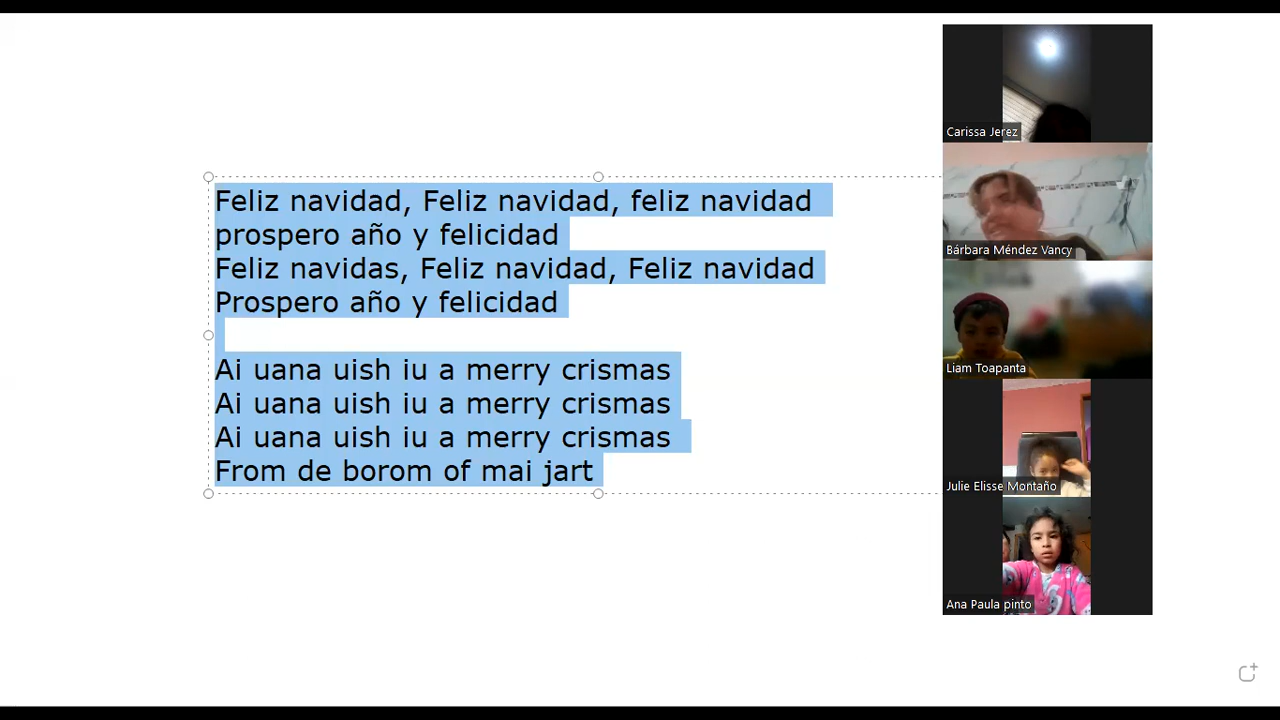 Feliz navidad, Feliz navidad, feliz navidad
prospero año y felicidad
Feliz navidas, Feliz navidad, Feliz navidad
Prospero año y felicidad
Ai uana uish iu a merry crismas
Ai uana uish iu a merry crismas
Ai uana uish iu a merry crismas
From de borom of mai jart
Carissa Jerez
Bárbara Méndez Vancy
Liam Toapanta
Julie Elisse Montaño
Ana Paula pinto